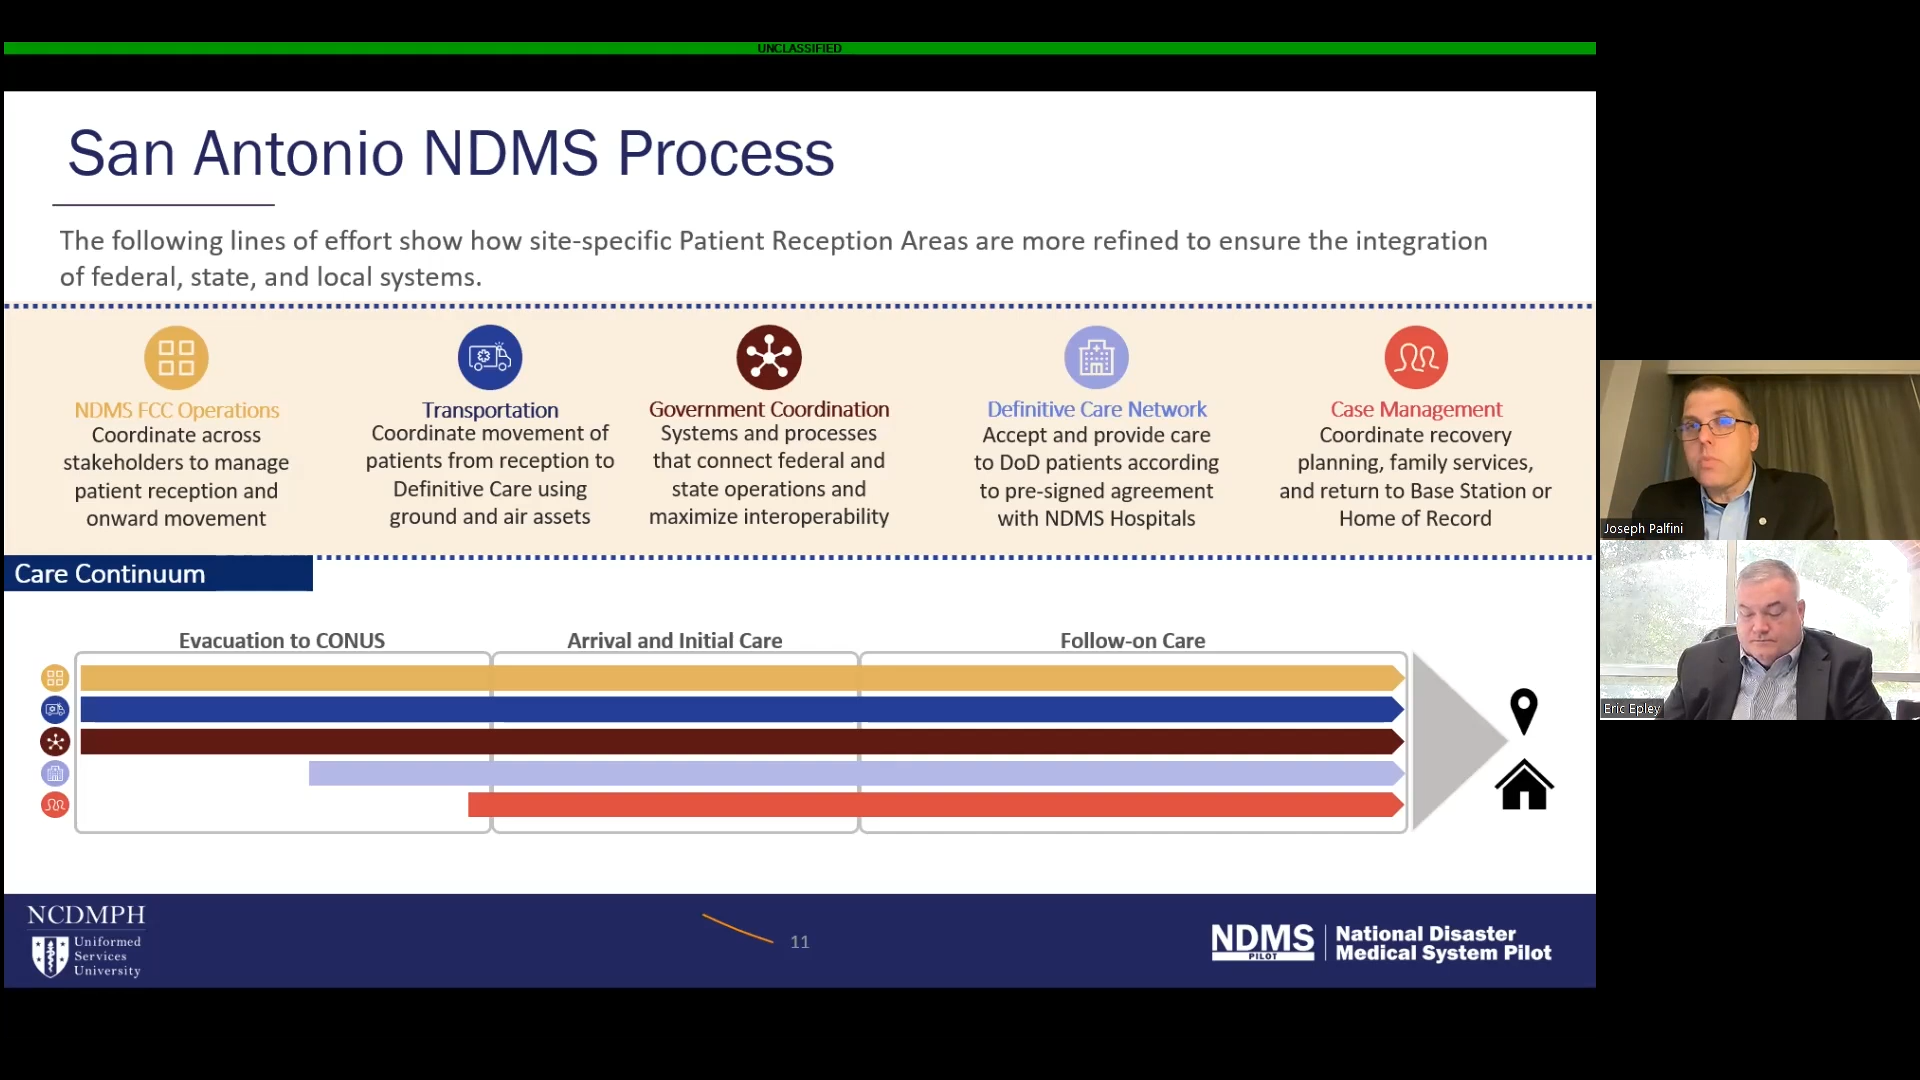 UNCLASSIFIED
San Antonio NDMS Process
The following lines of effort show how site-specific Patient Reception Areas are more refined to ensure the integration
of federal, state, and local systems.
NDMS FCC Operations
Coordinate across
stakeholders to manage
patient reception and
onward movement
Transportation
Coordinate movement of
patients from reception to
Definitive Care using
ground and air assets
Government Coordination
Systems and processes
that connect federal and
state operations and
maximize interoperability
Definitive Care Network
Accept and provide care
to DoD patients according
to pre-signed agreement
with NDMS Hospitals
Case Management
Coordinate recovery
planning, family services,
and return to Base Station or
Home of Record
Care Continuum
Evacuation to CONUS
Arrival and Initial Care
Follow-on Care
NCDMPH
Uniformed
Services
University
11
NDMS
PILOT
National Disaster
Medical System Pilot
Joseph Palfini
Eric Epley